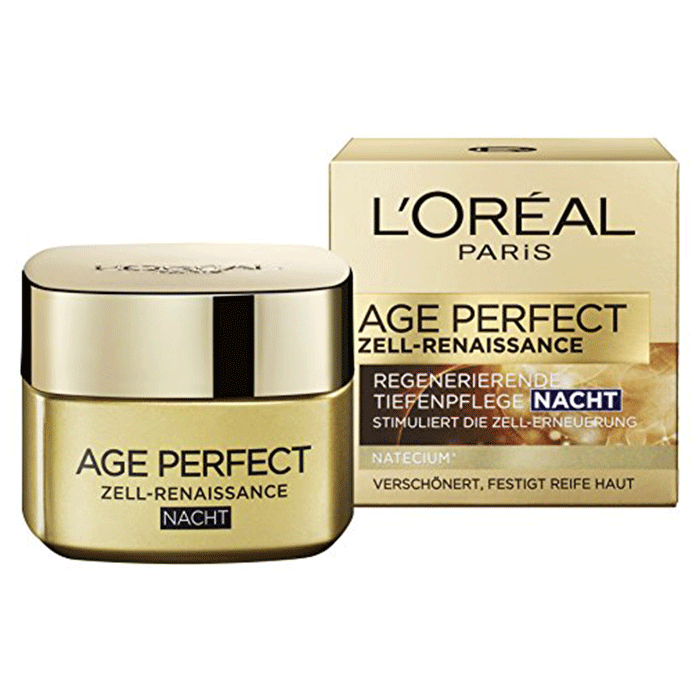 L'ORÉAL
PARIS
AGE PERFECT
ZELL-RENAISSANCE
NACHT
L'ORÉAL
PARiS
AGE PERFECT
ZELL-RENAISSANCE
REGENERIERENDE
TIEFENPFLEGE NACHT
STIMULIERT DIE ZELL-ERNEUERUNG
NATECIUM*
VERSCHÖNERT, FESTIGT REIFE HAUT